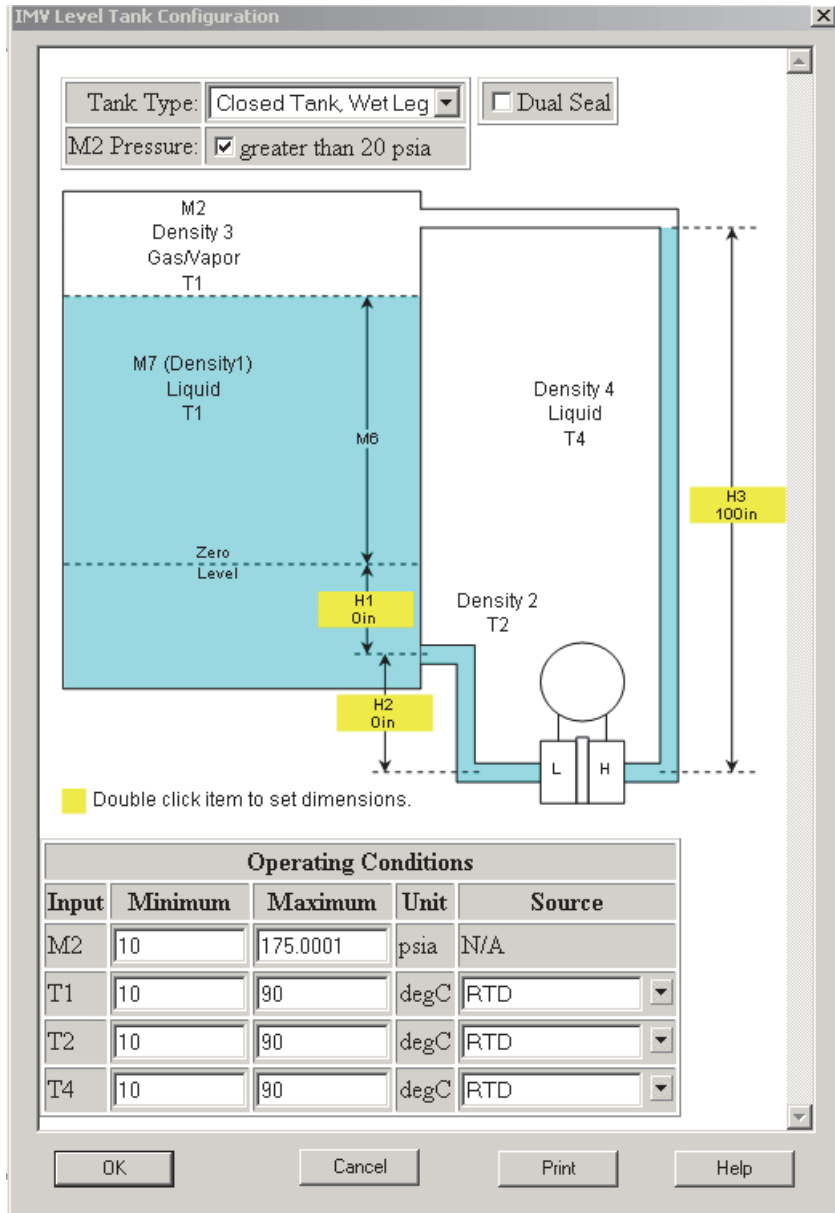 IMV Level Tank Configuration
Tank Type: Closed Tank, Wet Leg Dual Seal
M2 Pressure: greater than 20 psia
M2
Density 3
Gas/Vapor
T1
M7 (Density1)
Liquid
T1
M6
Density 4
Liquid
T4
H3
100in
Zero
Level
H1
0in
Density 2
T2
H2
0in
L H
Double click item to set dimensions.
Operating Conditions
Input Minimum Maximum Unit Source
M2 10 175.0001 psia N/A
T1 10 90 degC RTD
T2 10 90 degC RTD
T4 10 90 degC RTD
OK Cancel Print Help